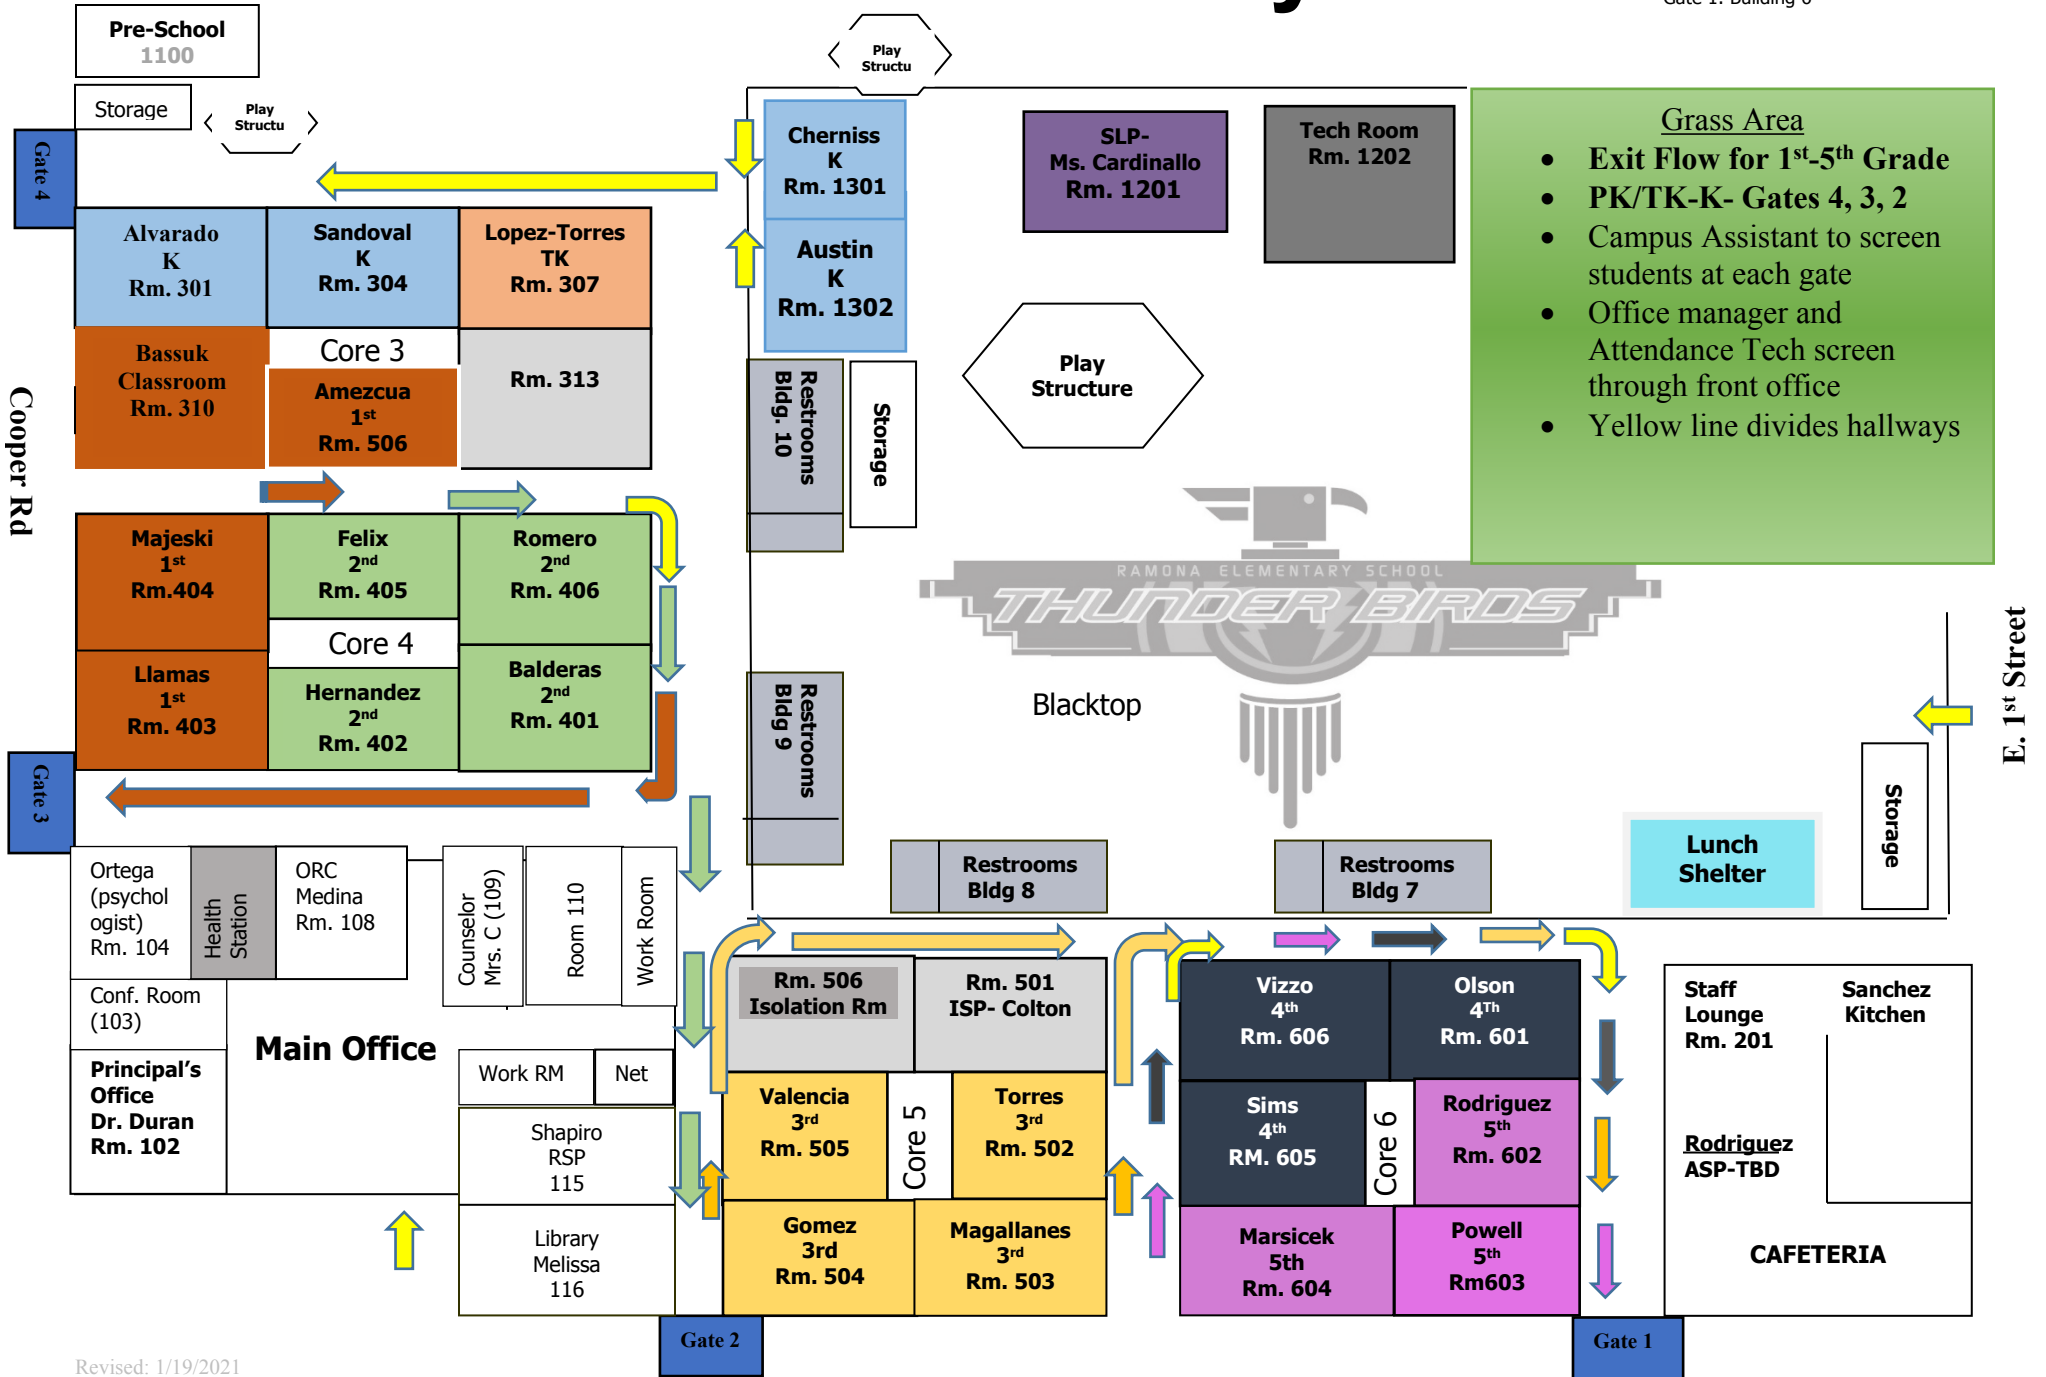 Gate 1: Building 6
Pre-School
1100
Storage
Play
Structu
Play
Structu
Gate 4
Cherniss
K
Rm. 1301
Austin
K
Rm. 1302
SLP-
Ms. Cardinallo
Rm. 1201
Tech Room
Rm. 1202
Grass Area
• Exit Flow for 1st-5th Grade
• PK/TK-K- Gates 4, 3, 2
• Campus Assistant to screen
students at each gate
• Office manager and
Attendance Tech screen
through front office
• Yellow line divides hallways
Alvarado
K
Rm. 301
Sandoval
K
Rm. 304
Lopez-Torres
TK
Rm. 307
Bassuk
Classroom
Rm. 310
Core 3
Amezcua
1st
Rm. 506
Rm. 313
Restrooms
Bldg. 10
Storage
Play
Structure
Cooper Rd
Majeski
1st
Rm.404
Felix
2nd
Rm. 405
Romero
2nd
Rm. 406
Core 4
Llamas
1st
Rm. 403
Hernandez
2nd
Rm. 402
Balderas
2nd
Rm. 401
RAMONA ELEMENTARY SCHOOL
THUNDER BIRDS
Blacktop
Restrooms
Bldg 9
E. 1st Street
Storage
Gate 3
Lunch
Shelter
Restrooms
Bldg 8
Restrooms
Bldg 7
Ortega
(psychol
ogist)
Rm. 104
Health
Station
ORC
Medina
Rm. 108
Counselor
Mrs. C (109)
Room 110
Work Room
Conf. Room
(103)
Main Office
Principal's
Office
Dr. Duran
Rm. 102
Work RM
Net
Shapiro
RSP
115
Library
Melissa
116
Rm. 506
Isolation Rm
Rm. 501
ISP- Colton
Valencia
3rd
Rm. 505
Core 5
Torres
3rd
Rm. 502
Gomez
3rd
Rm. 504
Magallanes
3rd
Rm. 503
Vizzo
4th
Rm. 606
Olson
4Th
Rm. 601
Sims
4th
RM. 605
Core 6
Rodriguez
5th
Rm. 602
Marsicek
5th
Rm. 604
Powell
5th
Rm603
Staff
Lounge
Rm. 201
Sanchez
Kitchen
Rodriguez
ASP-TBD
CAFETERIA
Gate 2
Gate 1
Revised: 1/19/2021